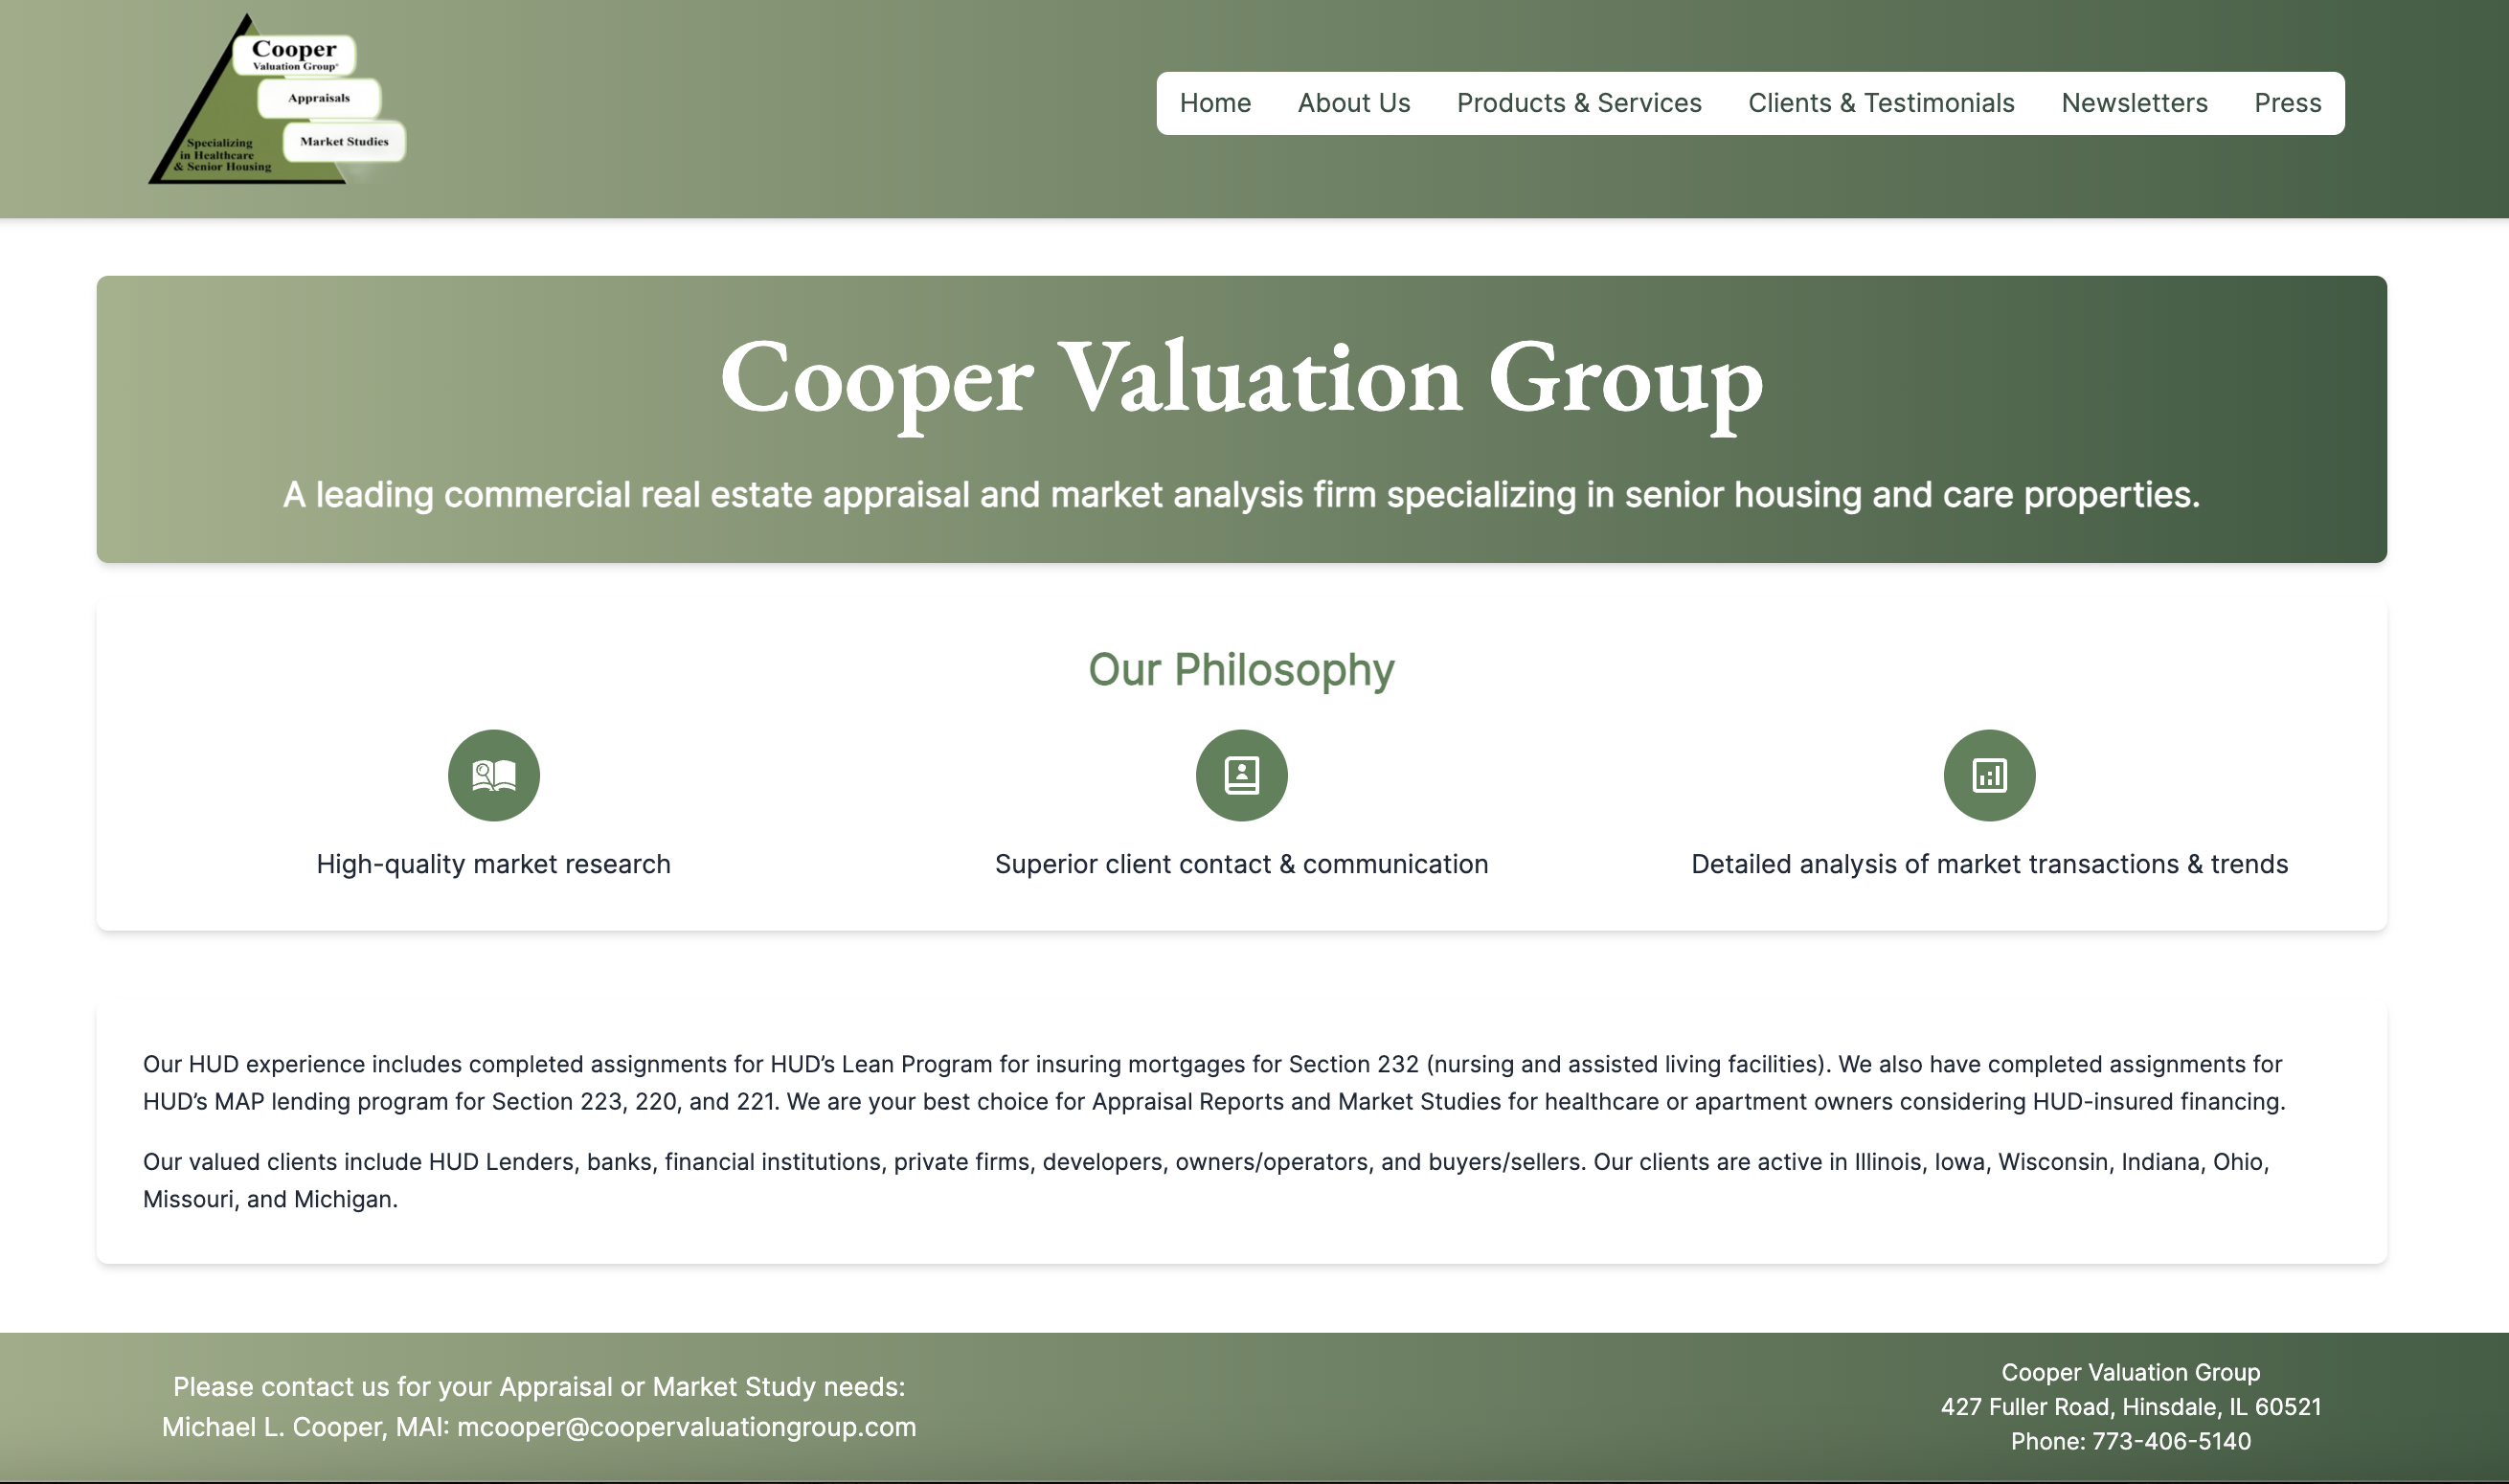 Cooper
Valuation Group®
Appraisals
Market Studies
Specializing
in Healthcare
& Senior Housing
Home About Us Products & Services Clients & Testimonials Newsletters Press
Cooper Valuation Group
A leading commercial real estate appraisal and market analysis firm specializing in senior housing and care properties.
Our Philosophy
High-quality market research
Superior client contact & communication
Detailed analysis of market transactions & trends
Our HUD experience includes completed assignments for HUD’s Lean Program for insuring mortgages for Section 232 (nursing and assisted living facilities). We also have completed assignments for
HUD’s MAP lending program for Section 223, 220, and 221. We are your best choice for Appraisal Reports and Market Studies for healthcare or apartment owners considering HUD-insured financing.
Our valued clients include HUD Lenders, banks, financial institutions, private firms, developers, owners/operators, and buyers/sellers. Our clients are active in Illinois, Iowa, Wisconsin, Indiana, Ohio,
Missouri, and Michigan.
Please contact us for your Appraisal or Market Study needs:
Michael L. Cooper, MAI: mcooper@coopervaluationgroup.com
Cooper Valuation Group
427 Fuller Road, Hinsdale, IL 60521
Phone: 773-406-5140